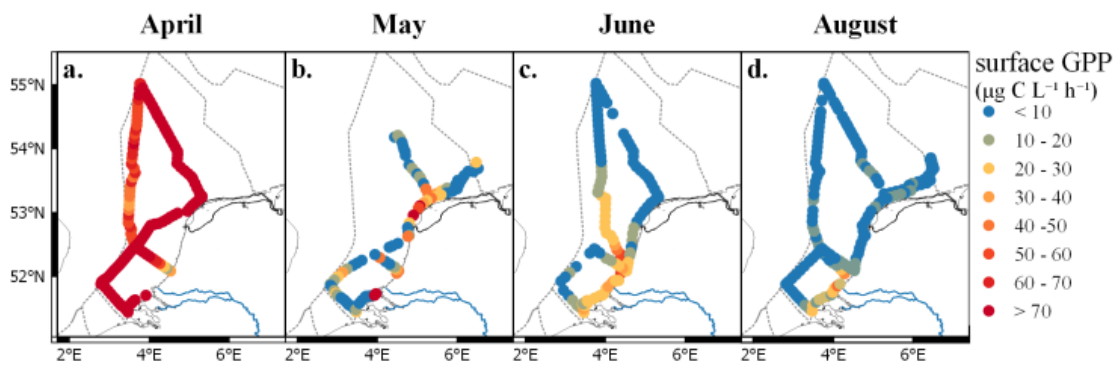 April May June August
a. b. c. d.
surface GPP
(μg C L⁻¹ h⁻¹)
< 10
10 - 20
20 - 30
30 - 40
40 -50
50 - 60
60 - 70
> 70
55°N
54°N
53°N
52°N
2°E 4°E 6°E 2°E 4°E 6°E 2°E 4°E 6°E 2°E 4°E 6°E